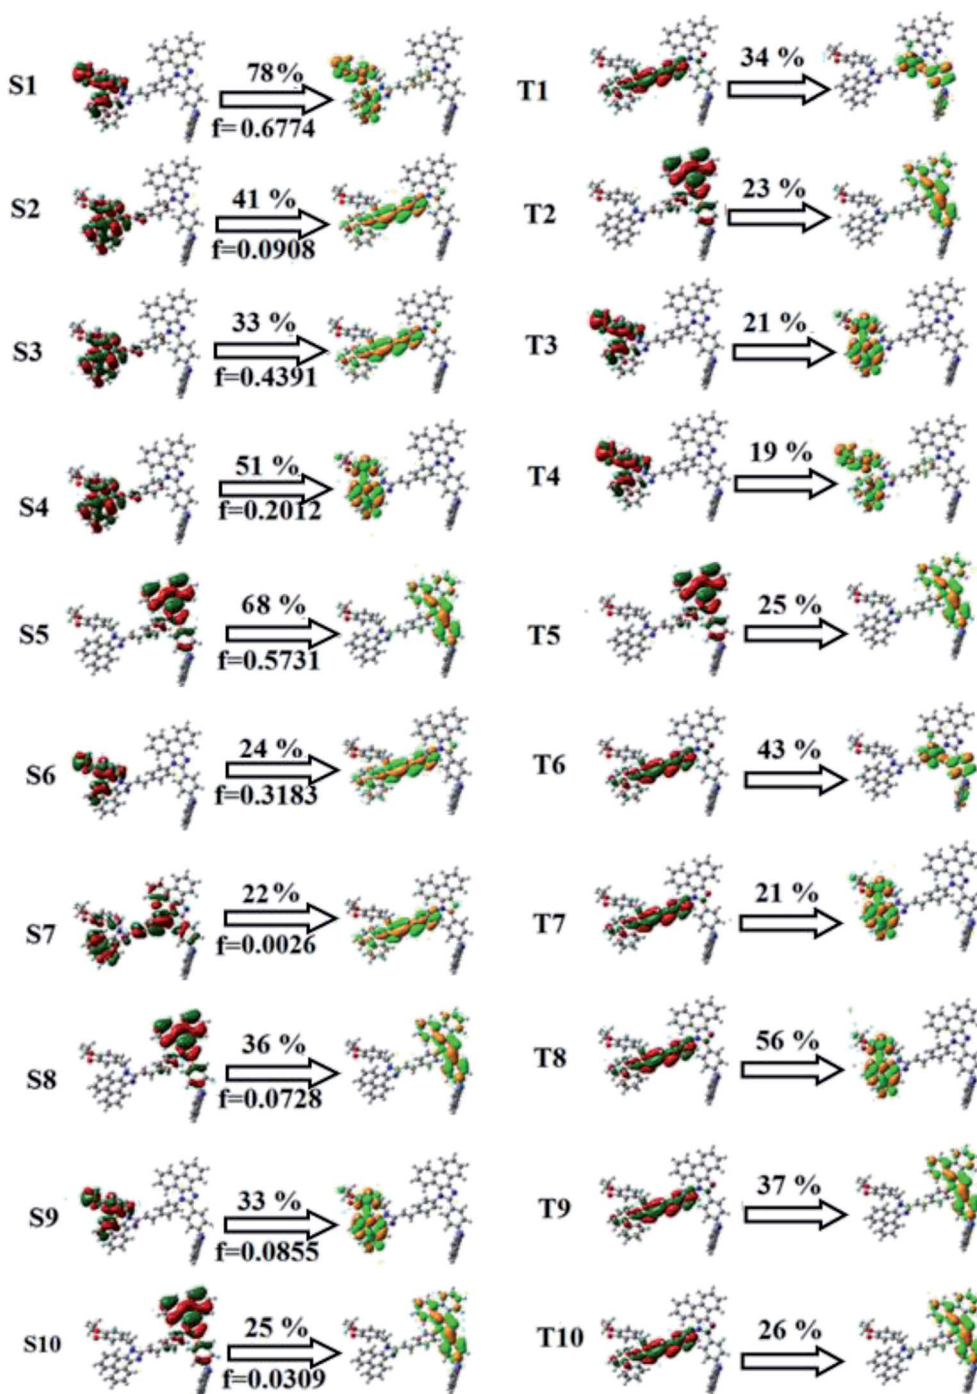 S1 78% f=0.6774
T1 34 %
S2 41 % f=0.0908
T2 23 %
S3 33 % f=0.4391
T3 21 %
S4 51 % f=0.2012
T4 19 %
S5 68 % f=0.5731
T5 25 %
S6 24 % f=0.3183
T6 43 %
S7 22 % f=0.0026
T7 21 %
S8 36 % f=0.0728
T8 56 %
S9 33 % f=0.0855
T9 37 %
S10 25 % f=0.0309
T10 26 %